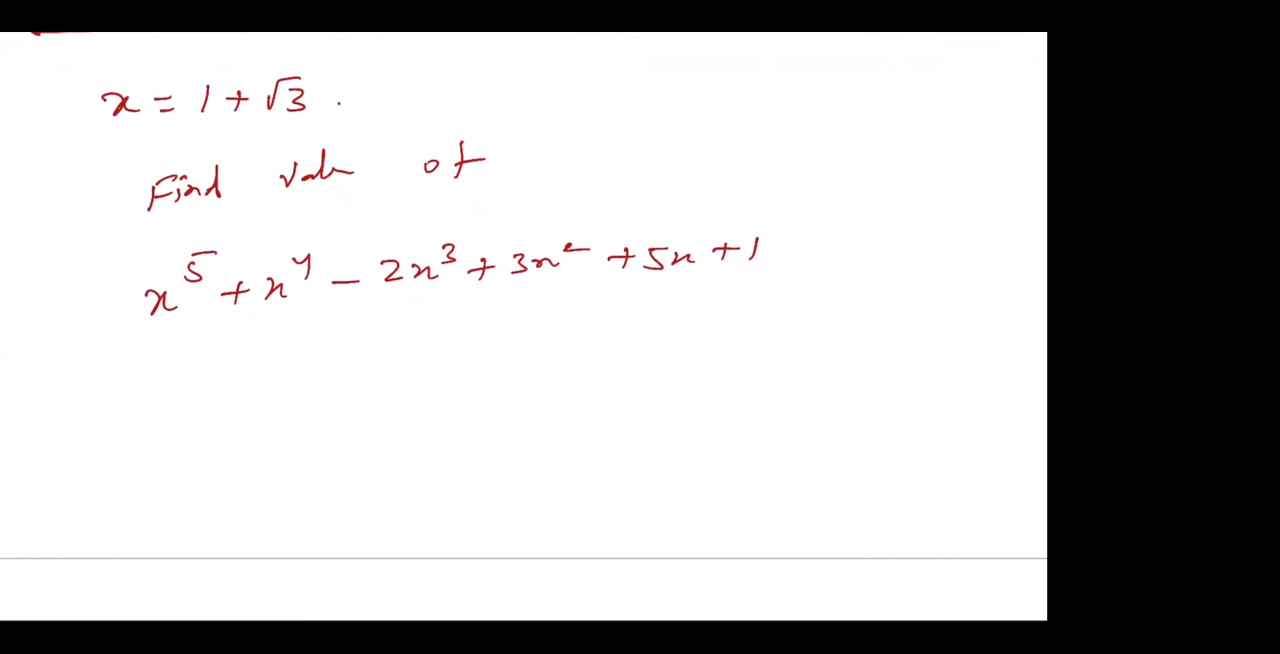 x = 1 + √3 .
Find value of
x⁵ + x⁴ − 2x³ + 3x² + 5x + 1